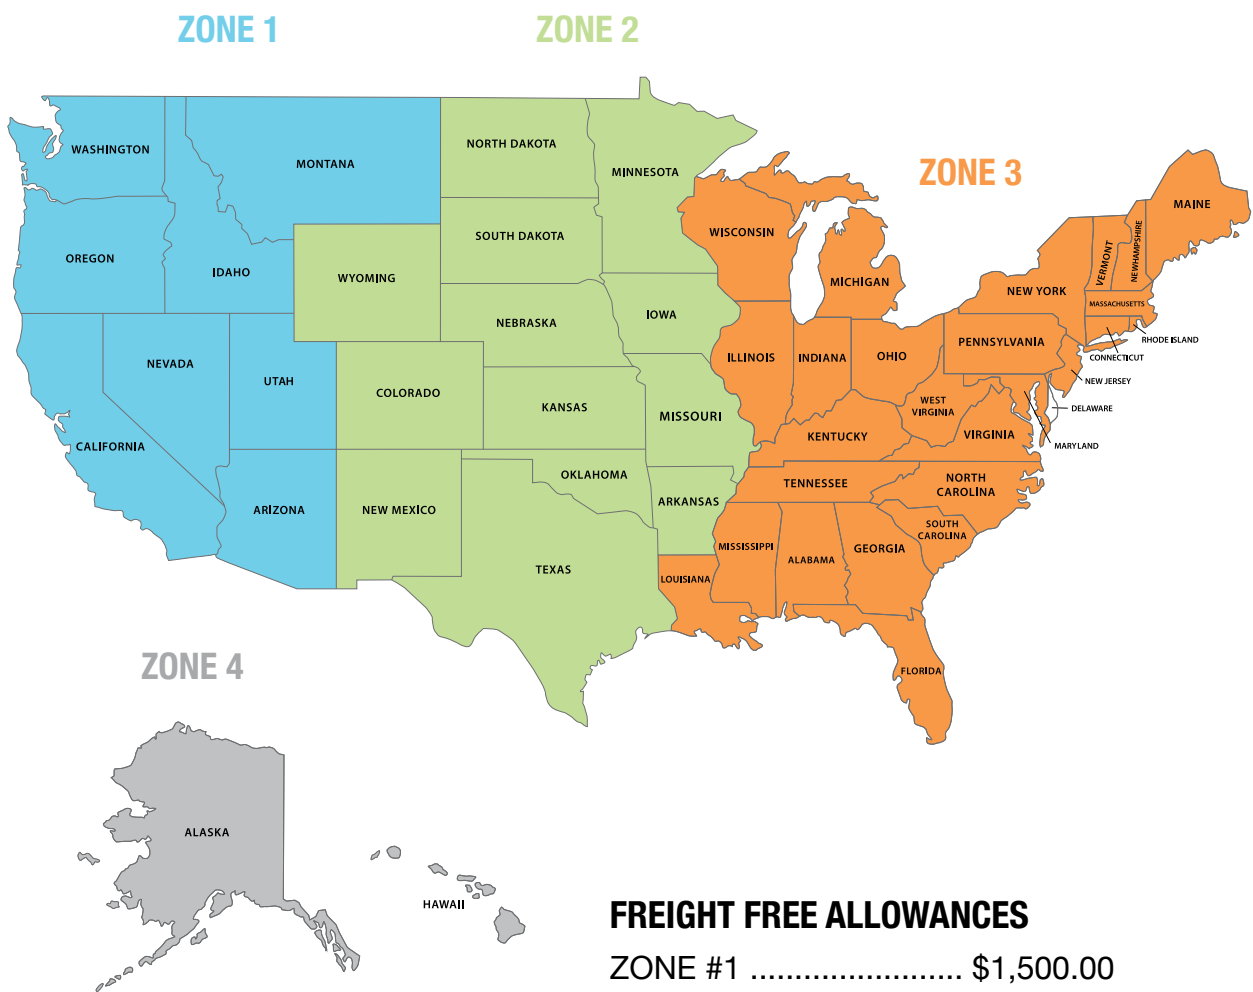 ZONE 1
ZONE 2
ZONE 3
WASHINGTON
MONTANA
NORTH DAKOTA
MINNESOTA
OREGON
IDAHO
WYOMING
SOUTH DAKOTA
WISCONSIN
MICHIGAN
MAINE
VERMONT
NEWHAMPSHIRE
NEW YORK
MASSACHUSETTS
RHODE ISLAND
CONNECTICUT
NEW JERSEY
DELAWARE
MARYLAND
NEVADA
UTAH
COLORADO
NEBRASKA
IOWA
ILLINOIS
INDIANA
OHIO
PENNSYLVANIA
CALIFORNIA
KANSAS
MISSOURI
WEST
VIRGINIA
VIRGINIA
KENTUCKY
ARIZONA
NEW MEXICO
OKLAHOMA
ARKANSAS
TENNESSEE
NORTH
CAROLINA
SOUTH
CAROLINA
TEXAS
LOUISIANA
MISSISSIPPI
ALABAMA
GEORGIA
FLORIDA
ZONE 4
ALASKA
HAWAII
FREIGHT FREE ALLOWANCES
ZONE #1 ....................... $1,500.00